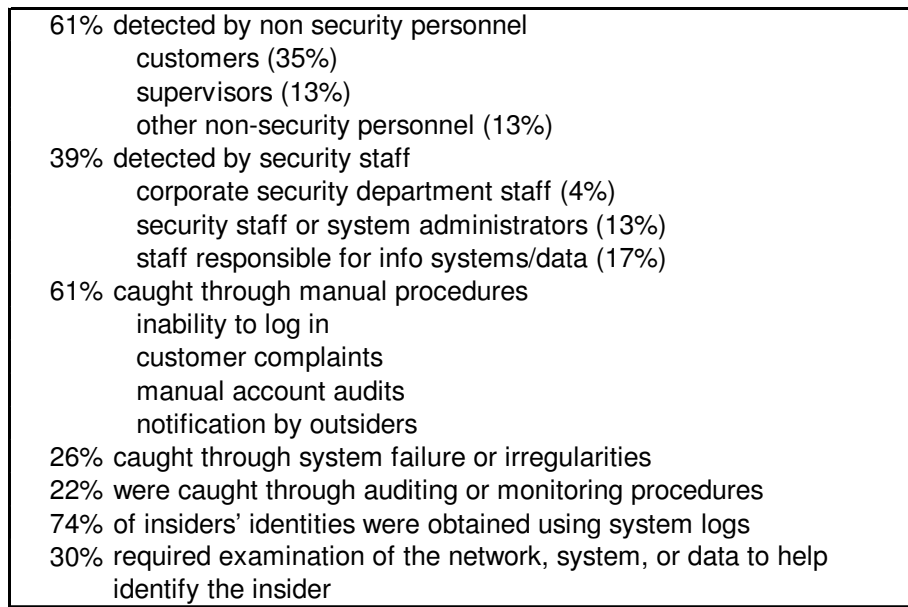 61% detected by non security personnel
customers (35%)
supervisors (13%)
other non-security personnel (13%)
39% detected by security staff
corporate security department staff (4%)
security staff or system administrators (13%)
staff responsible for info systems/data (17%)
61% caught through manual procedures
inability to log in
customer complaints
manual account audits
notification by outsiders
26% caught through system failure or irregularities
22% were caught through auditing or monitoring procedures
74% of insiders’ identities were obtained using system logs
30% required examination of the network, system, or data to help
identify the insider